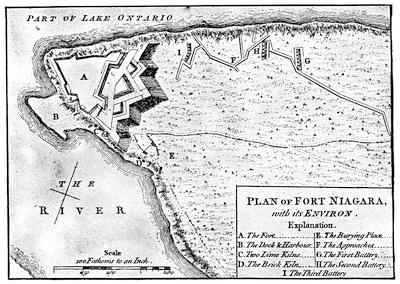 PART OF LAKE ONTARIO
I
F
H
G
A
B
E
THE
RIVER
Scale
200 Fathoms to an Inch.
PLAN OF FORT NIAGARA,
with its ENVIRON.
Explanation.
A. The Fort
B. The Dock & Harbour
C. Two Lime Kilns
D. The Brick Kiln
E. The Burying Place
F. The Approaches
G. The First Battery
H. The Second Battery
I. The Third Battery